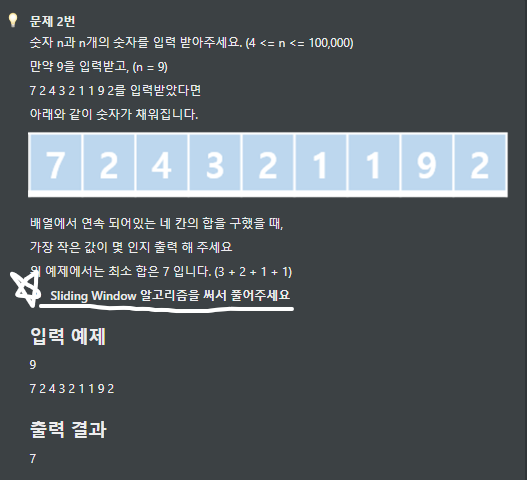 문제 2번
숫자 n과 n개의 숫자를 입력 받아주세요. (4 <= n <= 100,000)
만약 9을 입력받고, (n = 9)
7 2 4 3 2 1 1 9 2를 입력받았다면
아래와 같이 숫자가 채워집니다.
7 2 4 3 2 1 1 9 2
배열에서 연속 되어있는 네 칸의 합을 구했을 때,
가장 작은 값이 몇 인지 출력 해 주세요
위 예제에서는 최소 합은 7 입니다. (3 + 2 + 1 + 1)
Sliding Window 알고리즘을 써서 풀어주세요
입력 예제
9
7 2 4 3 2 1 1 9 2
출력 결과
7